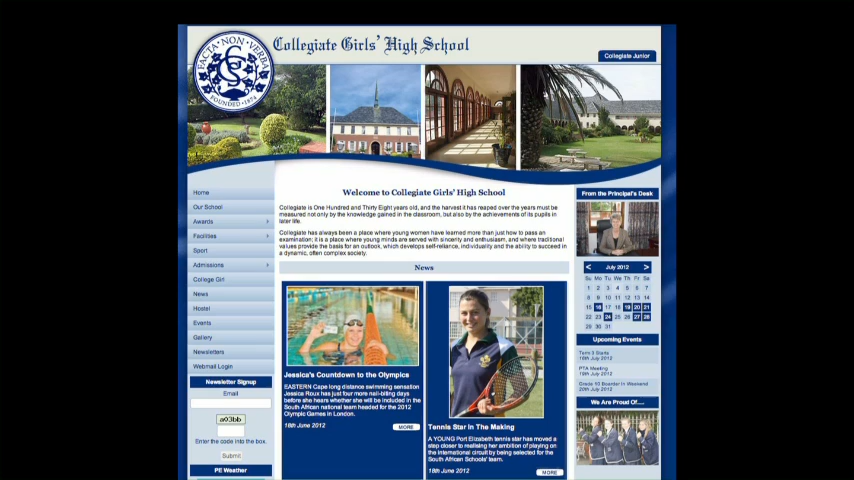 FACTA·NON·VERBA
FOUNDED·1874
Collegiate Girls' High School
Collegiate Junior
Home
Our School
Awards
Facilities
Sport
Admissions
College Girl
News
Hostel
Events
Gallery
Newsletters
Webmail Login
Newsletter Signup
Email
a03bb
Enter the code into the box.
Submit
PE Weather
Welcome to Collegiate Girls' High School
Collegiate is One Hundred and Thirty Eight years old, and the harvest it has reaped over the years must be
measured not only by the knowledge gained in the classroom, but also by the achievements of its pupils in
later life.
Collegiate has always been a place where young women have learned more than just how to pass an
examination; it is a place where young minds are served with sincerity and enthusiasm, and where traditional
values provide the basis for an outlook, which develops self-reliance, individuality and the ability to succeed in
a dynamic, often complex society.
News
Jessica's Countdown to the Olympics
EASTERN Cape long distance swimming sensation
Jessica Roux has just four more nail-biting days
before she hears whether she will be included in the
South African national team headed for the 2012
Olympic Games in London.
18th June 2012
MORE
Tennis Star In The Making
A YOUNG Port Elizabeth tennis star has moved a
step closer to realising her ambition of playing on
the international circuit by being selected for the
South African Schools' team.
18th June 2012
MORE
From the Principal's Desk
< July 2012 >
Su Mo Tu We Th Fr Sa
1 2 3 4 5 6 7
8 9 10 11 12 13 14
15 16 17 18 19 20 21
22 23 24 25 26 27 28
29 30 31
Upcoming Events
Term 3 Starts
16th July 2012
PTA Meeting
19th July 2012
Grade 10 Boarder In Weekend
20th July 2012
We Are Proud Of....